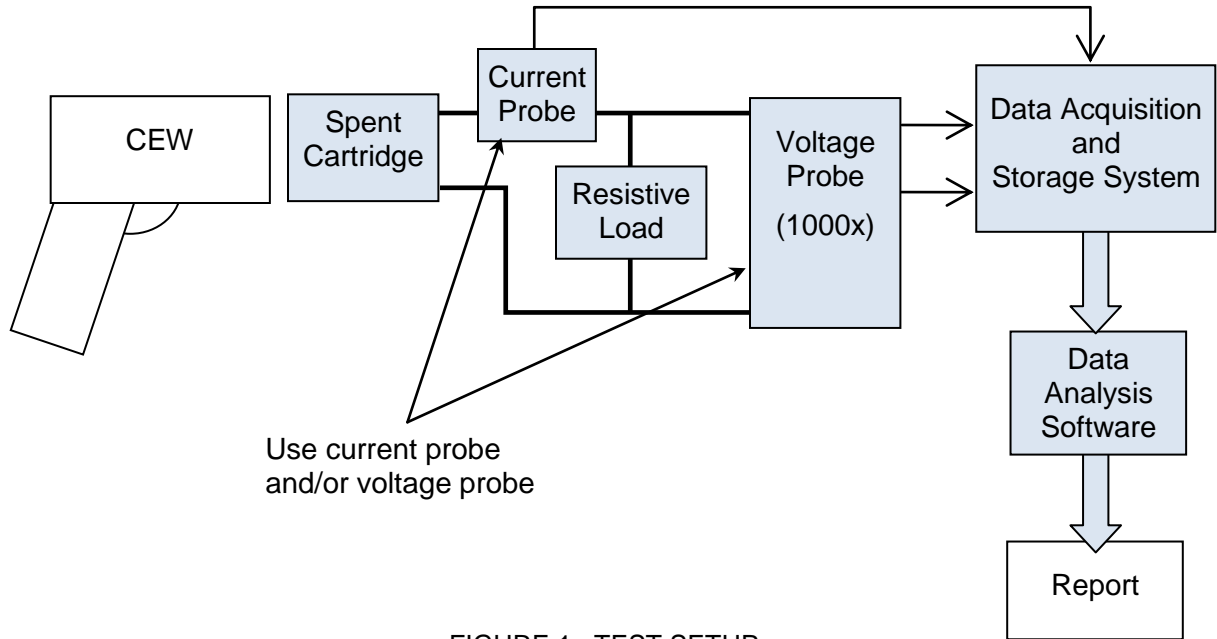 CEW
Spent
Cartridge
Current
Probe
Resistive
Load
Voltage
Probe
(1000x)
Data Acquisition
and
Storage System
Use current probe
and/or voltage probe
Data
Analysis
Software
Report
FIGURE 1 TEST SETUP